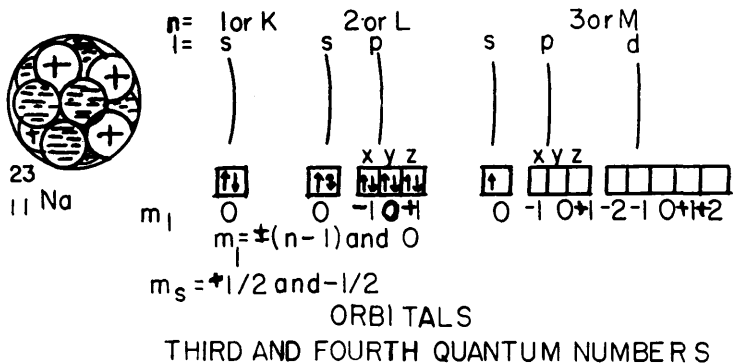 n= 1 or K 2 or L 3 or M
l= s s p s p d
x y z x y z
+ + + +
↑↓ ↑↓ ↑↓ ↑↓ ↑↓ ↑
23
11 Na
m l 0 0 -1 0 +1 0 -1 0 +1 -2 -1 0 +1 +2
m l = ±(n-1) and 0
m s = +1/2 and -1/2
ORBITALS
THIRD AND FOURTH QUANTUM NUMBERS